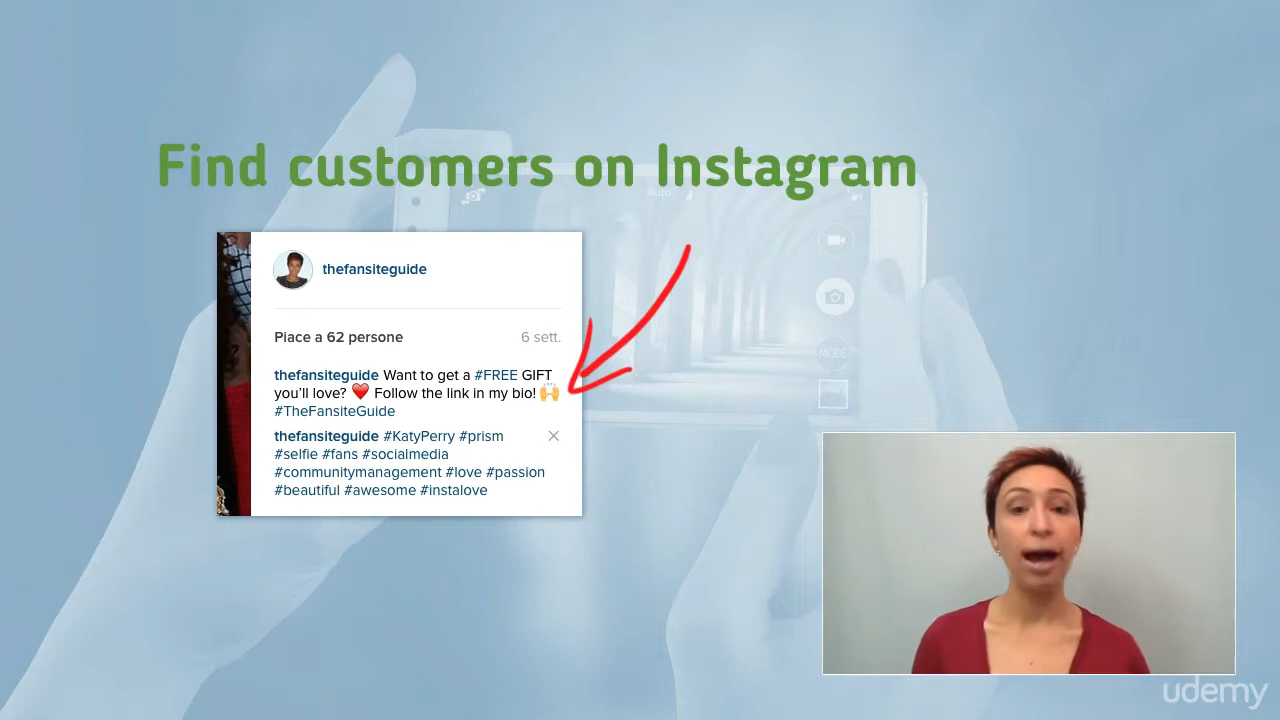 Find customers on Instagram
Auto
thefansiteguide
Piace a 62 persone
6 sett.
thefansiteguide Want to get a #FREE GIFT
you'll love? ❤️ Follow the link in my bio! 🙌
#TheFansiteGuide
thefansiteguide #KatyPerry #prism
#selfie #fans #socialmedia
#communitymanagement #love #passion
#beautiful #awesome #instalove
MODE
udemy